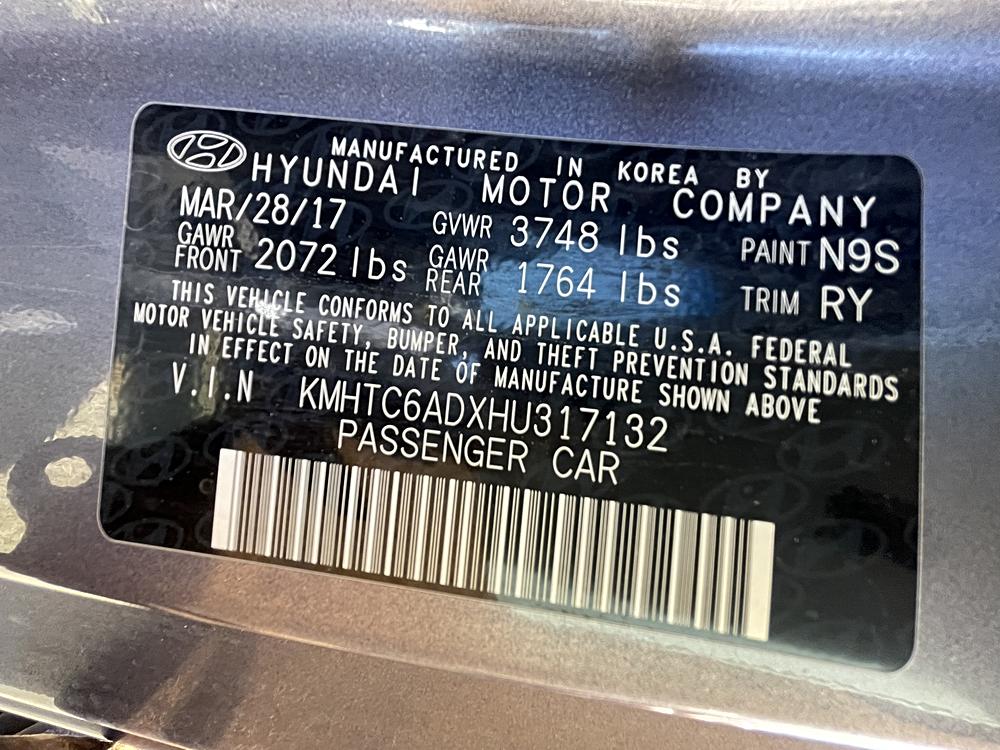 MANUFACTURED IN KOREA BY
HYUNDAI MOTOR COMPANY
MAR/28/17 GVWR 3748 lbs PAINT N9S
GAWR FRONT 2072 lbs GAWR REAR 1764 lbs TRIM RY
THIS VEHICLE CONFORMS TO ALL APPLICABLE U.S.A. FEDERAL
MOTOR VEHICLE SAFETY, BUMPER, AND THEFT PREVENTION STANDARDS
IN EFFECT ON THE DATE OF MANUFACTURE SHOWN ABOVE
V.I.N KMHTC6ADXHU317132
PASSENGER CAR